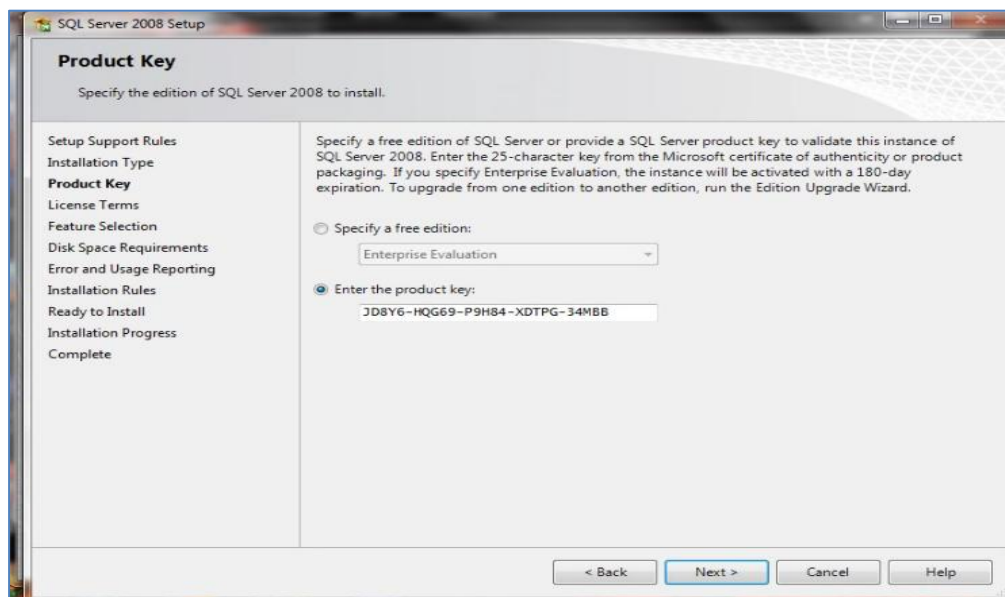 SQL Server 2008 Setup
Product Key
Specify the edition of SQL Server 2008 to install.
Setup Support Rules
Installation Type
Product Key
License Terms
Feature Selection
Disk Space Requirements
Error and Usage Reporting
Installation Rules
Ready to Install
Installation Progress
Complete
Specify a free edition of SQL Server or provide a SQL Server product key to validate this instance of
SQL Server 2008. Enter the 25-character key from the Microsoft certificate of authenticity or product
packaging. If you specify Enterprise Evaluation, the instance will be activated with a 180-day
expiration. To upgrade from one edition to another edition, run the Edition Upgrade Wizard.
Specify a free edition:
Enterprise Evaluation
Enter the product key:
JD8Y6-HQG69-P9H84-XDTPG-34MBB
< Back
Next >
Cancel
Help